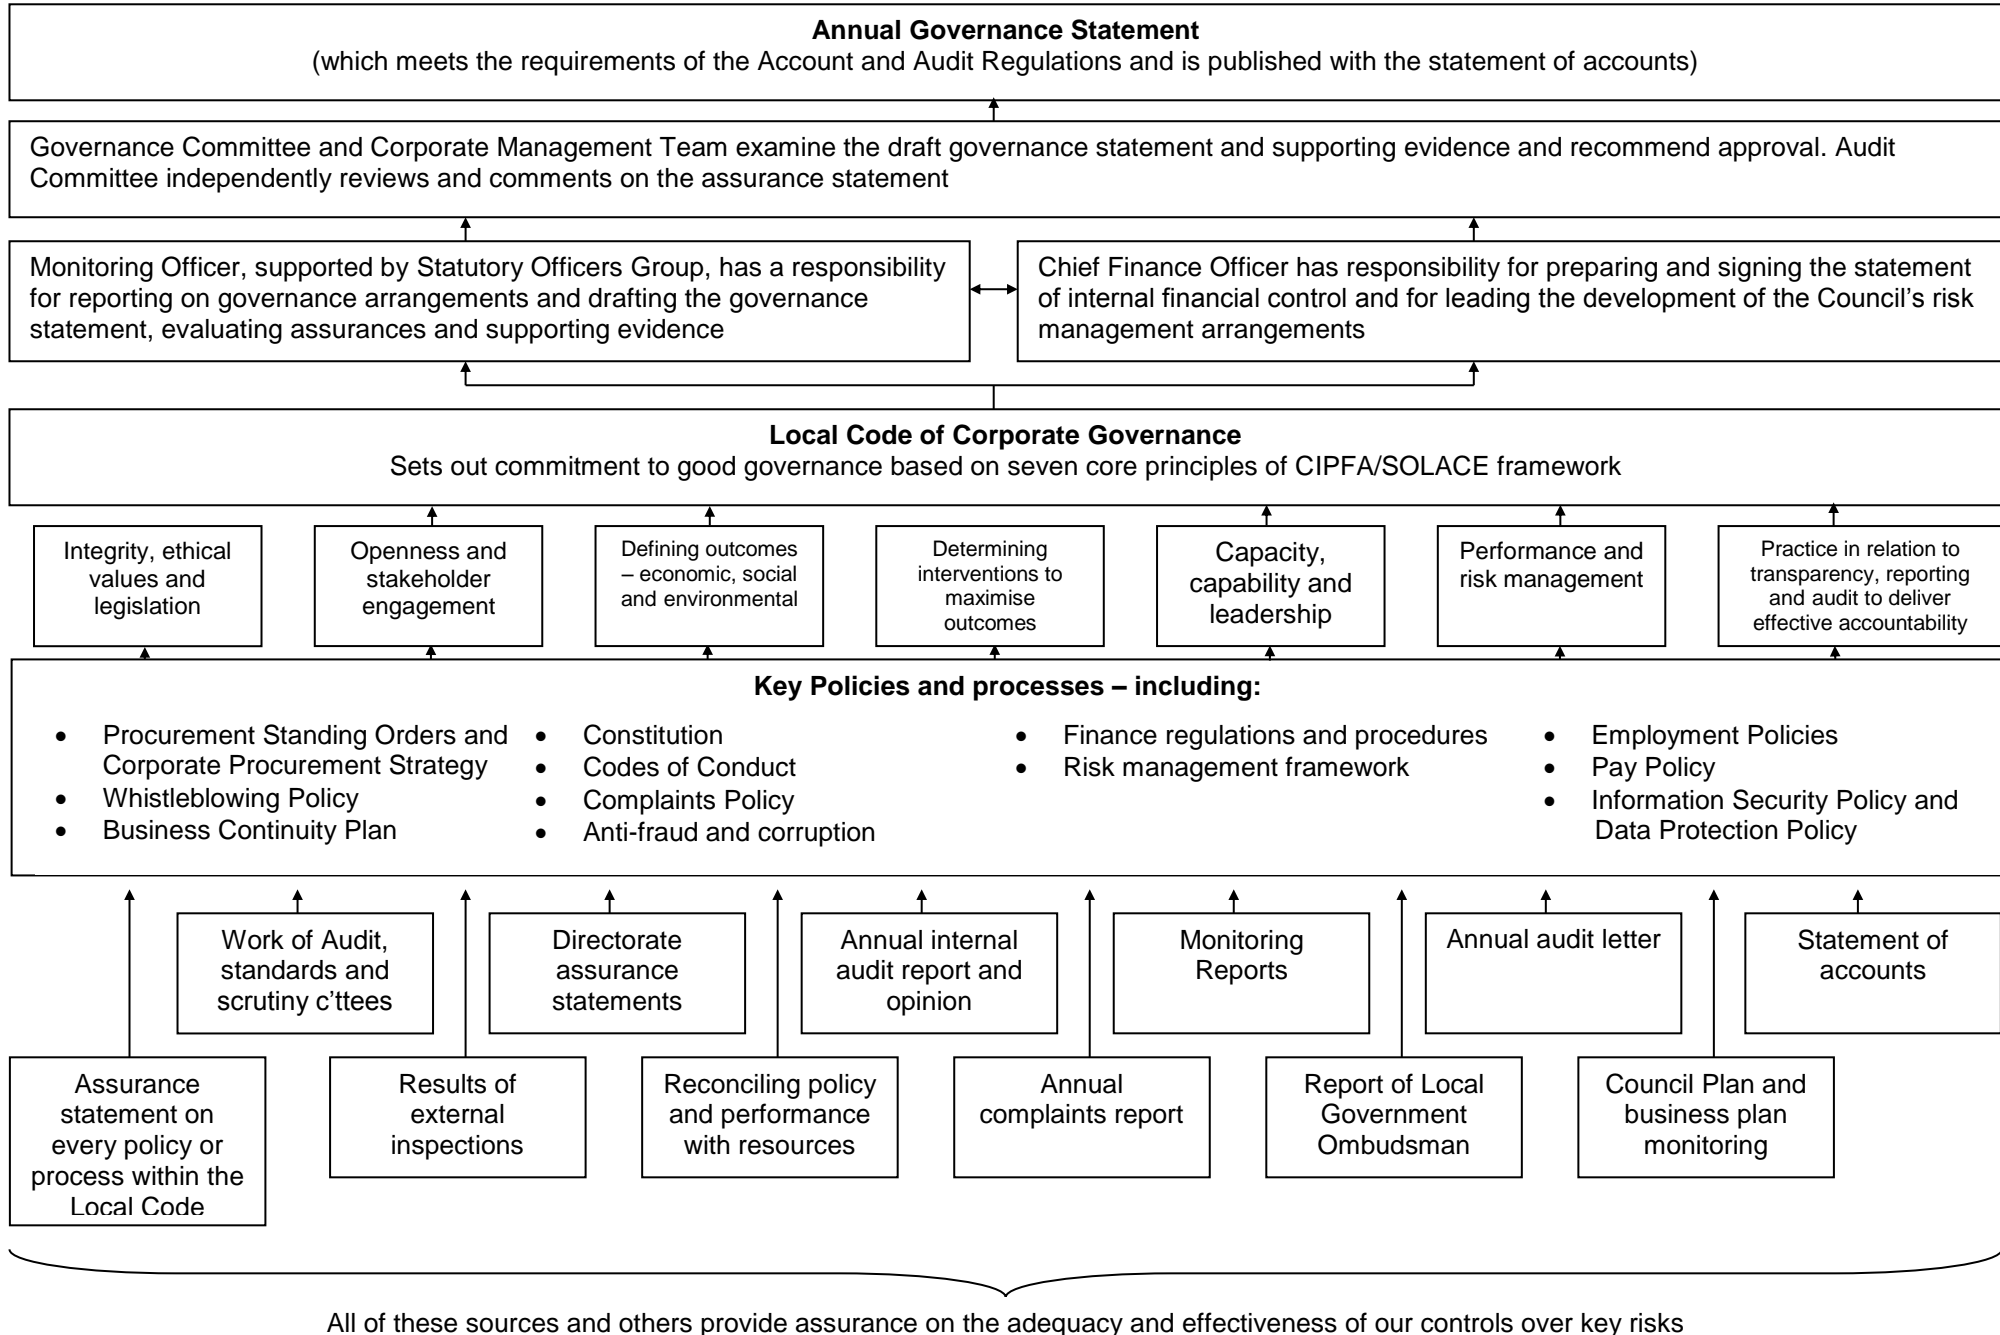 Annual Governance Statement
(which meets the requirements of the Account and Audit Regulations and is published with the statement of accounts)
Governance Committee and Corporate Management Team examine the draft governance statement and supporting evidence and recommend approval. Audit
Committee independently reviews and comments on the assurance statement
Monitoring Officer, supported by Statutory Officers Group, has a responsibility
for reporting on governance arrangements and drafting the governance
statement, evaluating assurances and supporting evidence
Chief Finance Officer has responsibility for preparing and signing the statement
of internal financial control and for leading the development of the Council's risk
management arrangements
Local Code of Corporate Governance
Sets out commitment to good governance based on seven core principles of CIPFA/SOLACE framework
Integrity, ethical
values and
legislation
Openness and
stakeholder
engagement
Defining outcomes
– economic, social
and environmental
Determining
interventions to
maximise
outcomes
Capacity,
capability and
leadership
Performance and
risk management
Practice in relation to
transparency, reporting
and audit to deliver
effective accountability
Key Policies and processes – including:
• Procurement Standing Orders and
Corporate Procurement Strategy
• Whistleblowing Policy
• Business Continuity Plan
• Constitution
• Codes of Conduct
• Complaints Policy
• Anti-fraud and corruption
• Finance regulations and procedures
• Risk management framework
• Employment Policies
• Pay Policy
• Information Security Policy and
Data Protection Policy
Work of Audit,
standards and
scrutiny c'ttees
Directorate
assurance
statements
Annual internal
audit report and
opinion
Monitoring
Reports
Annual audit letter
Statement of
accounts
Assurance
statement on
every policy or
process within the
Local Code
Results of
external
inspections
Reconciling policy
and performance
with resources
Annual
complaints report
Report of Local
Government
Ombudsman
Council Plan and
business plan
monitoring
All of these sources and others provide assurance on the adequacy and effectiveness of our controls over key risks